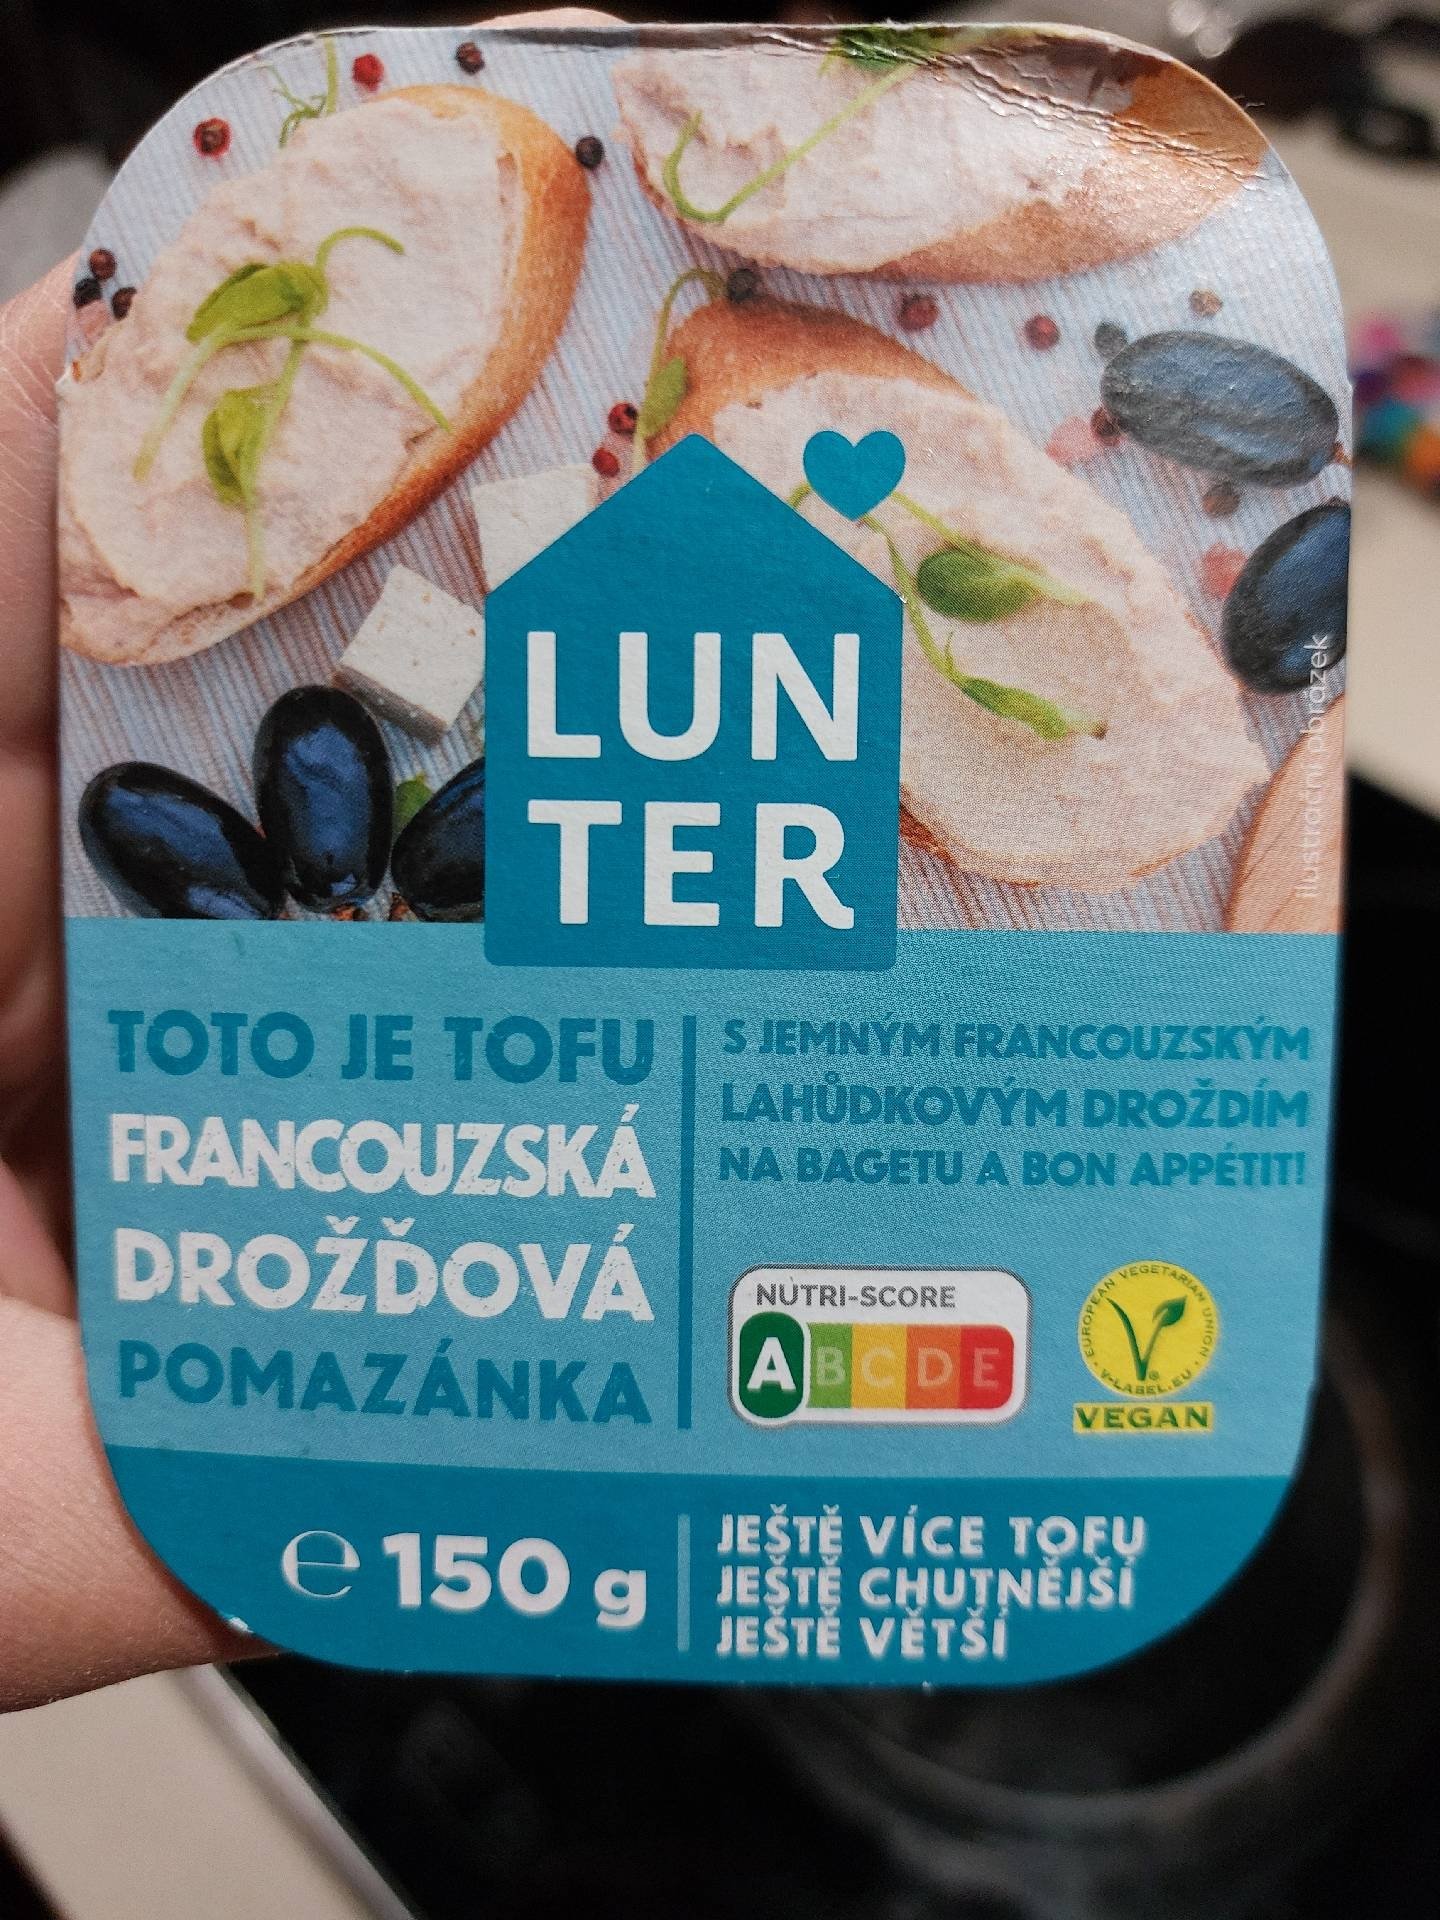 LUN
TER
ilustrační obrázek
TOTO JE TOFU
FRANCOUZSKÁ
DROŽĎOVÁ
POMAZÁNKA
S JEMNÝM FRANCOUZSKÝM
LAHŮDKOVÝM DROŽDÍM
NA BAGETU A BON APPÉTIT!
NUTRI-SCORE
A B C D E
EUROPEAN VEGETARIAN UNION
V-LABEL.EU
VEGAN
℮ 150 g
JEŠTĚ VÍCE TOFU
JEŠTĚ CHUTNĚJŠÍ
JEŠTĚ VĚTŠÍ